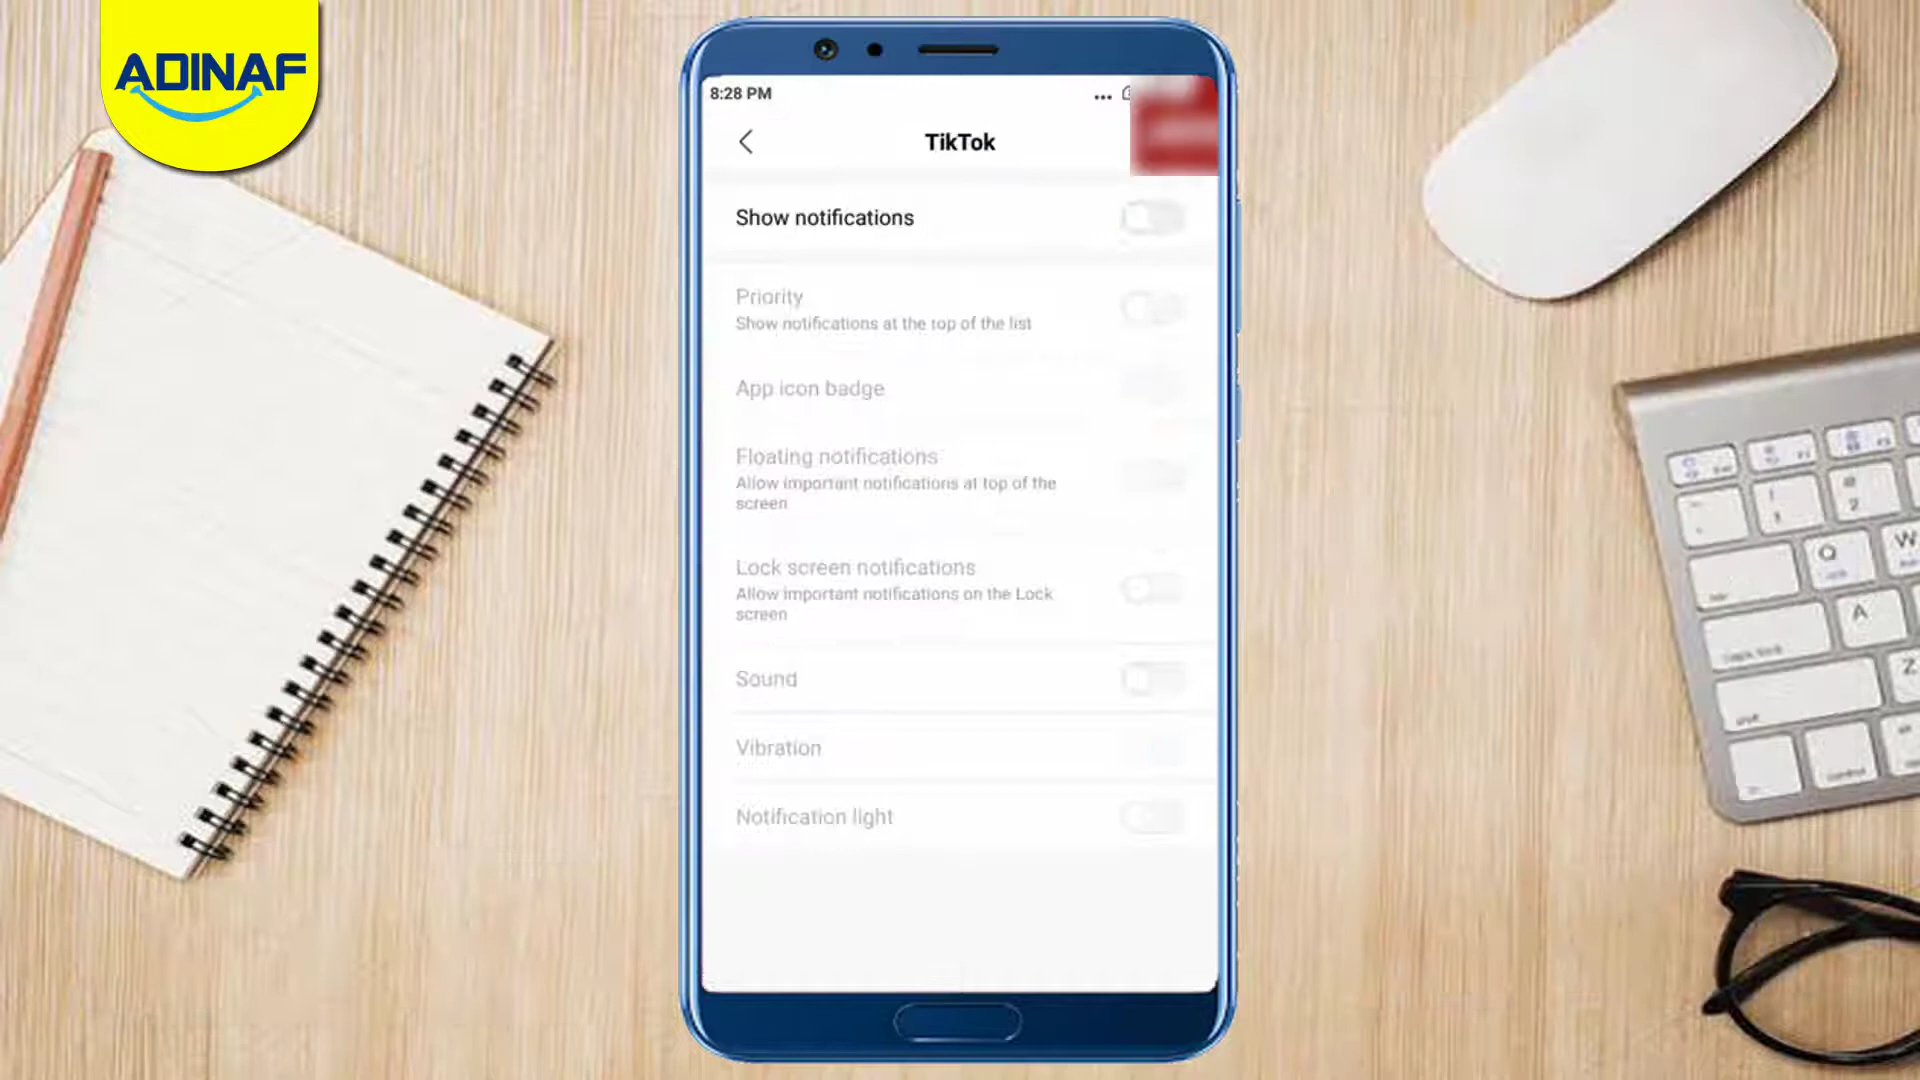 ADINAF
8:28 PM
TikTok
Show notifications
Priority
Show notifications at the top of the list
App icon badge
Floating notifications
Allow important notifications at top of the
screen
Lock screen notifications
Allow important notifications on the Lock
screen
Sound
Vibration
Notification light
Q
W
A
Z